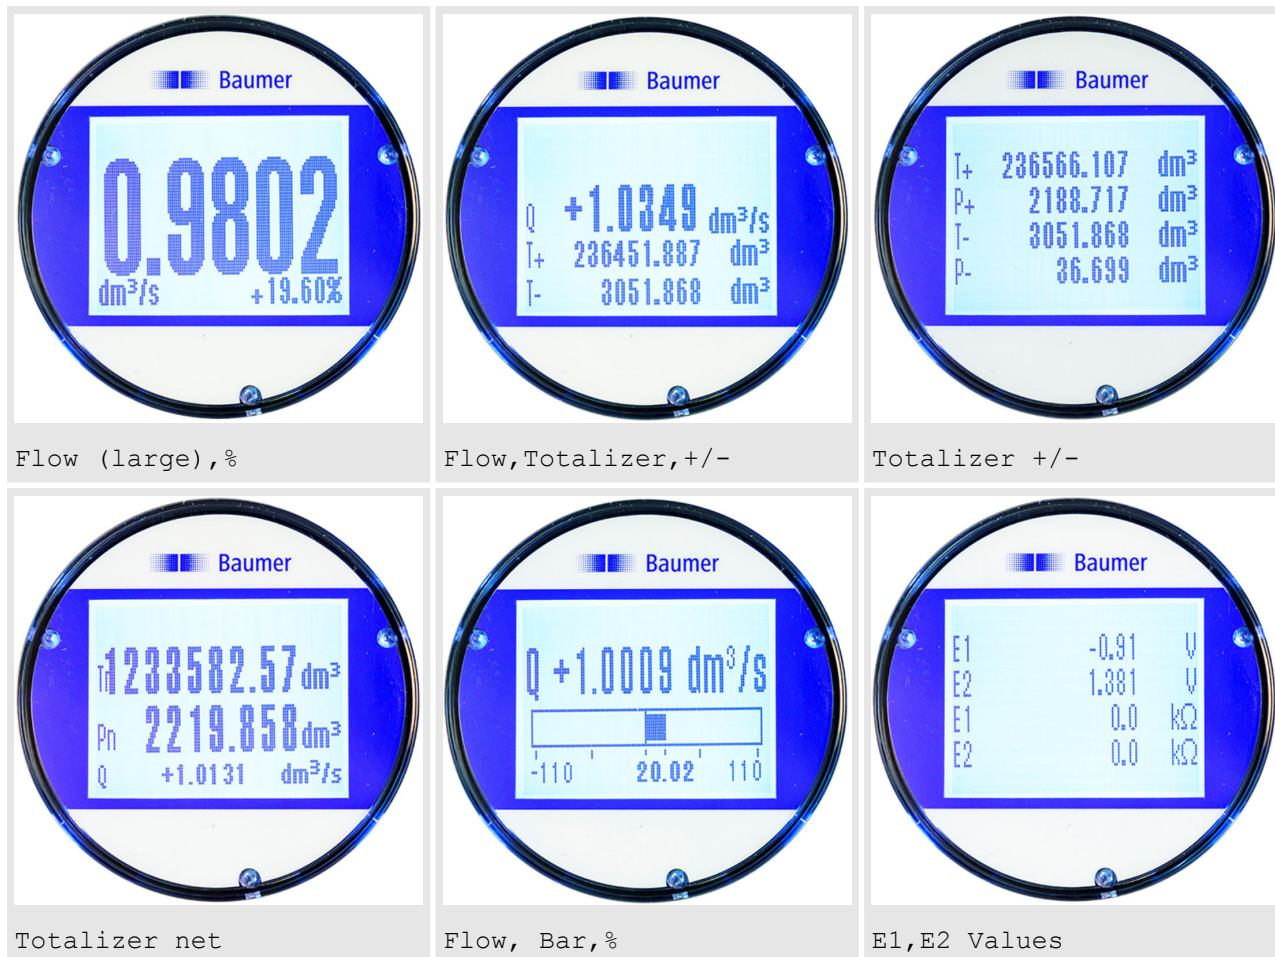 Baumer
0.9802
dm³/s +19.60%
Flow (large),%
Baumer
Q +1.0349 dm³/s
T+ 236451.887 dm³
T- 3051.868 dm³
Flow,Totalizer,+/-
Baumer
T+ 236566.107 dm³
P+ 2188.717 dm³
T- 3051.868 dm³
P- 36.699 dm³
Totalizer +/-
Baumer
Tn 1233582.57 dm³
Pn 2219.858 dm³
Q +1.0131 dm³/s
Totalizer net
Baumer
Q +1.0009 dm³/s
-110 20.02 110
Flow, Bar,%
Baumer
E1 -0.91 V
E2 1.381 V
E1 0.0 kΩ
E2 0.0 kΩ
E1,E2 Values